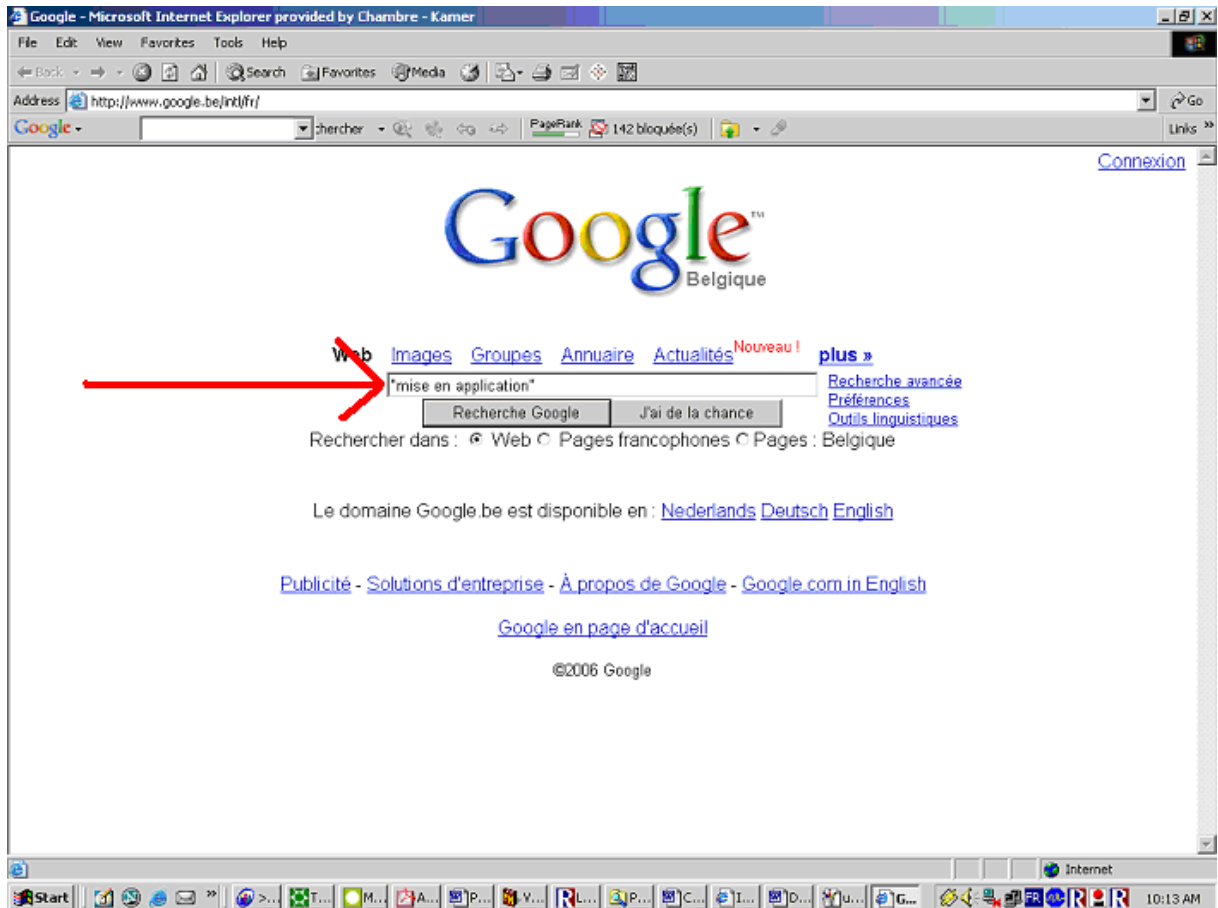 Google - Microsoft Internet Explorer provided by Chambre - Kamer
File Edit View Favorites Tools Help
Back Search Favorites Media
Address http://www.google.be/intl/fr/ Go
Google chercher PageRank 142 bloquée(s) Links »
Connexion
Google™
Belgique
Web Images Groupes Annuaire Actualités Nouveau ! plus »
"mise en application" Recherche avancée
Préférences
Recherche Google J'ai de la chance Outils linguistiques
Rechercher dans : Web Pages francophones Pages : Belgique
Le domaine Google.be est disponible en : Nederlands Deutsch English
Publicité - Solutions d'entreprise - À propos de Google - Google.com in English
Google en page d'accueil
©2006 Google
Internet
Start » >... T... M... A... P... V... L... P... C... I... D... u... G... FR 10:13 AM